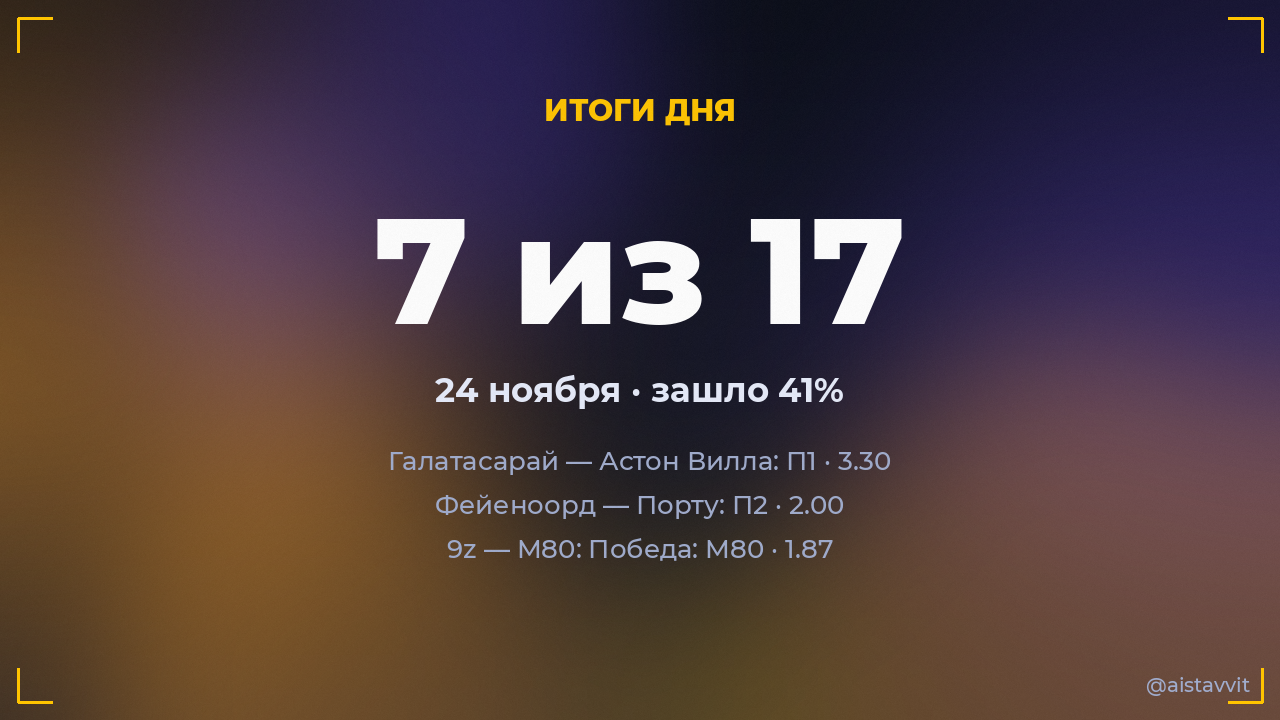 ИТОГИ ДНЯ
7 из 17
24 ноября · зашло 41%
Галатасарай — Астон Вилла: П1 · 3.30
Фейеноорд — Порту: П2 · 2.00
9z — M80: Победа: M80 · 1.87
@aistavvit